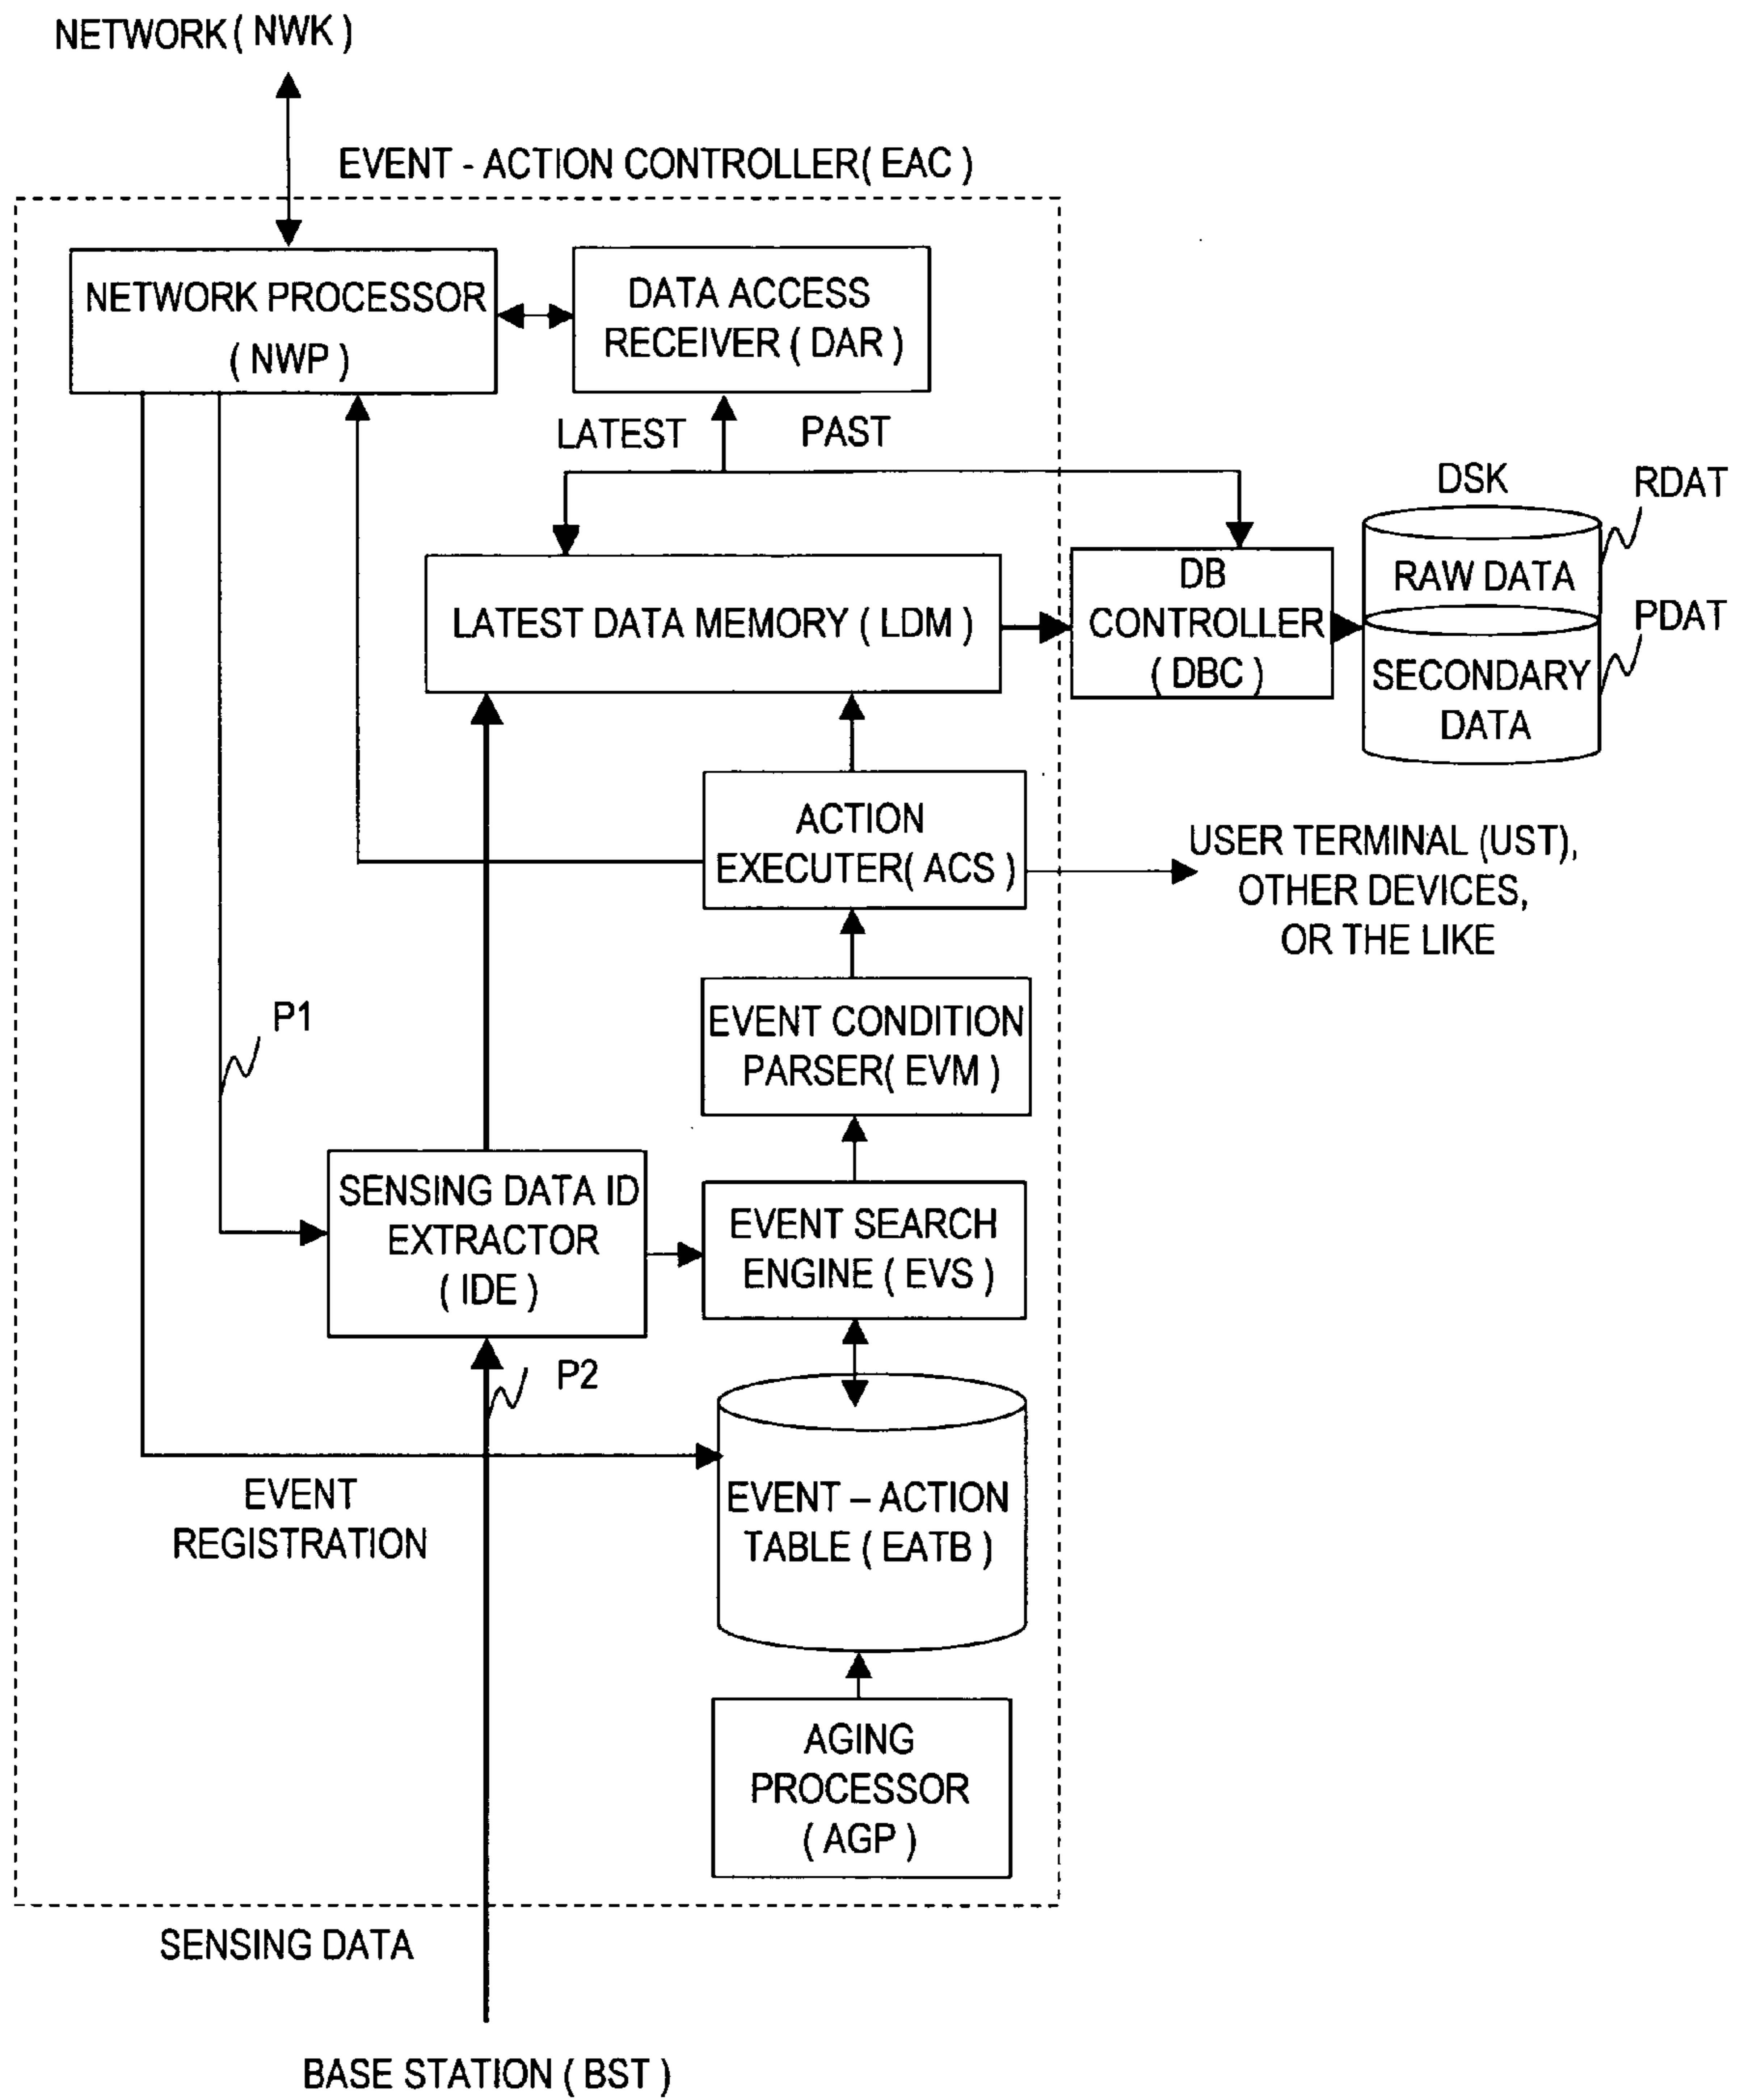 NETWORK ( NWK )
EVENT - ACTION CONTROLLER( EAC )
NETWORK PROCESSOR
( NWP )
DATA ACCESS
RECEIVER ( DAR )
LATEST
PAST
DSK
RDAT
LATEST DATA MEMORY ( LDM )
DB
CONTROLLER
( DBC )
RAW DATA
PDAT
SECONDARY
DATA
ACTION
EXECUTER( ACS )
USER TERMINAL (UST),
OTHER DEVICES,
OR THE LIKE
P1
EVENT CONDITION
PARSER( EVM )
SENSING DATA ID
EXTRACTOR
( IDE )
EVENT SEARCH
ENGINE ( EVS )
P2
EVENT
REGISTRATION
EVENT – ACTION
TABLE ( EATB )
AGING
PROCESSOR
( AGP )
SENSING DATA
BASE STATION ( BST )